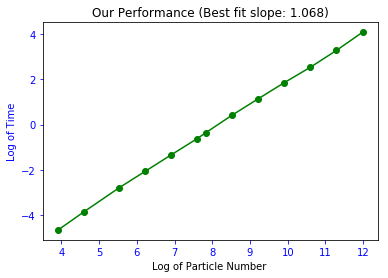 Our Performance (Best fit slope: 1.068)
4
2
0
−2
−4
Log of Time
4 5 6 7 8 9 10 11 12
Log of Particle Number